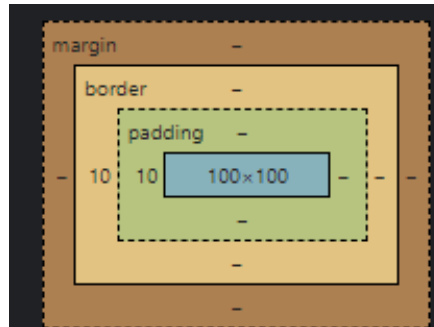 margin –
border –
padding –
– 10 10 100×100 – – –
–
–
–